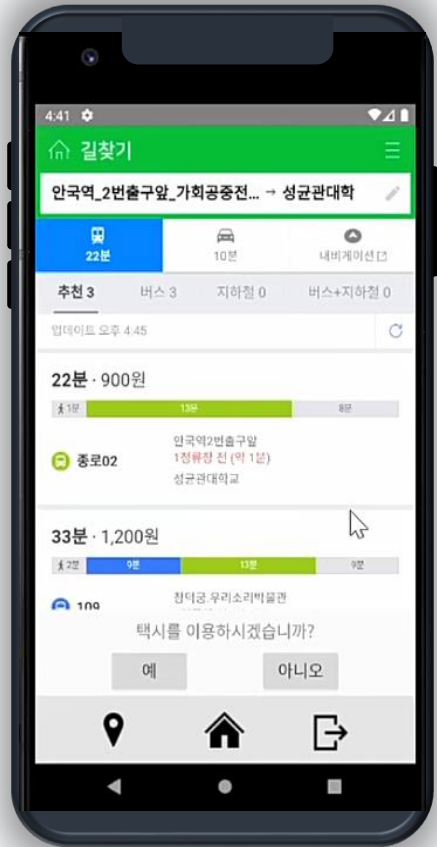 4:41
길찾기
안국역_2번출구앞_가회공중전... → 성균관대학
22분
10분
내비게이션
추천 3
버스 3
지하철 0
버스+지하철 0
업데이트 오후 4:45
22분 · 900원
1분
13분
8분
종로02
안국역2번출구앞
1정류장 전 (약 1분)
성균관대학교
33분 · 1,200원
2분
9분
13분
9분
109
창덕궁.우리소리박물관
택시를 이용하시겠습니까?
예
아니오